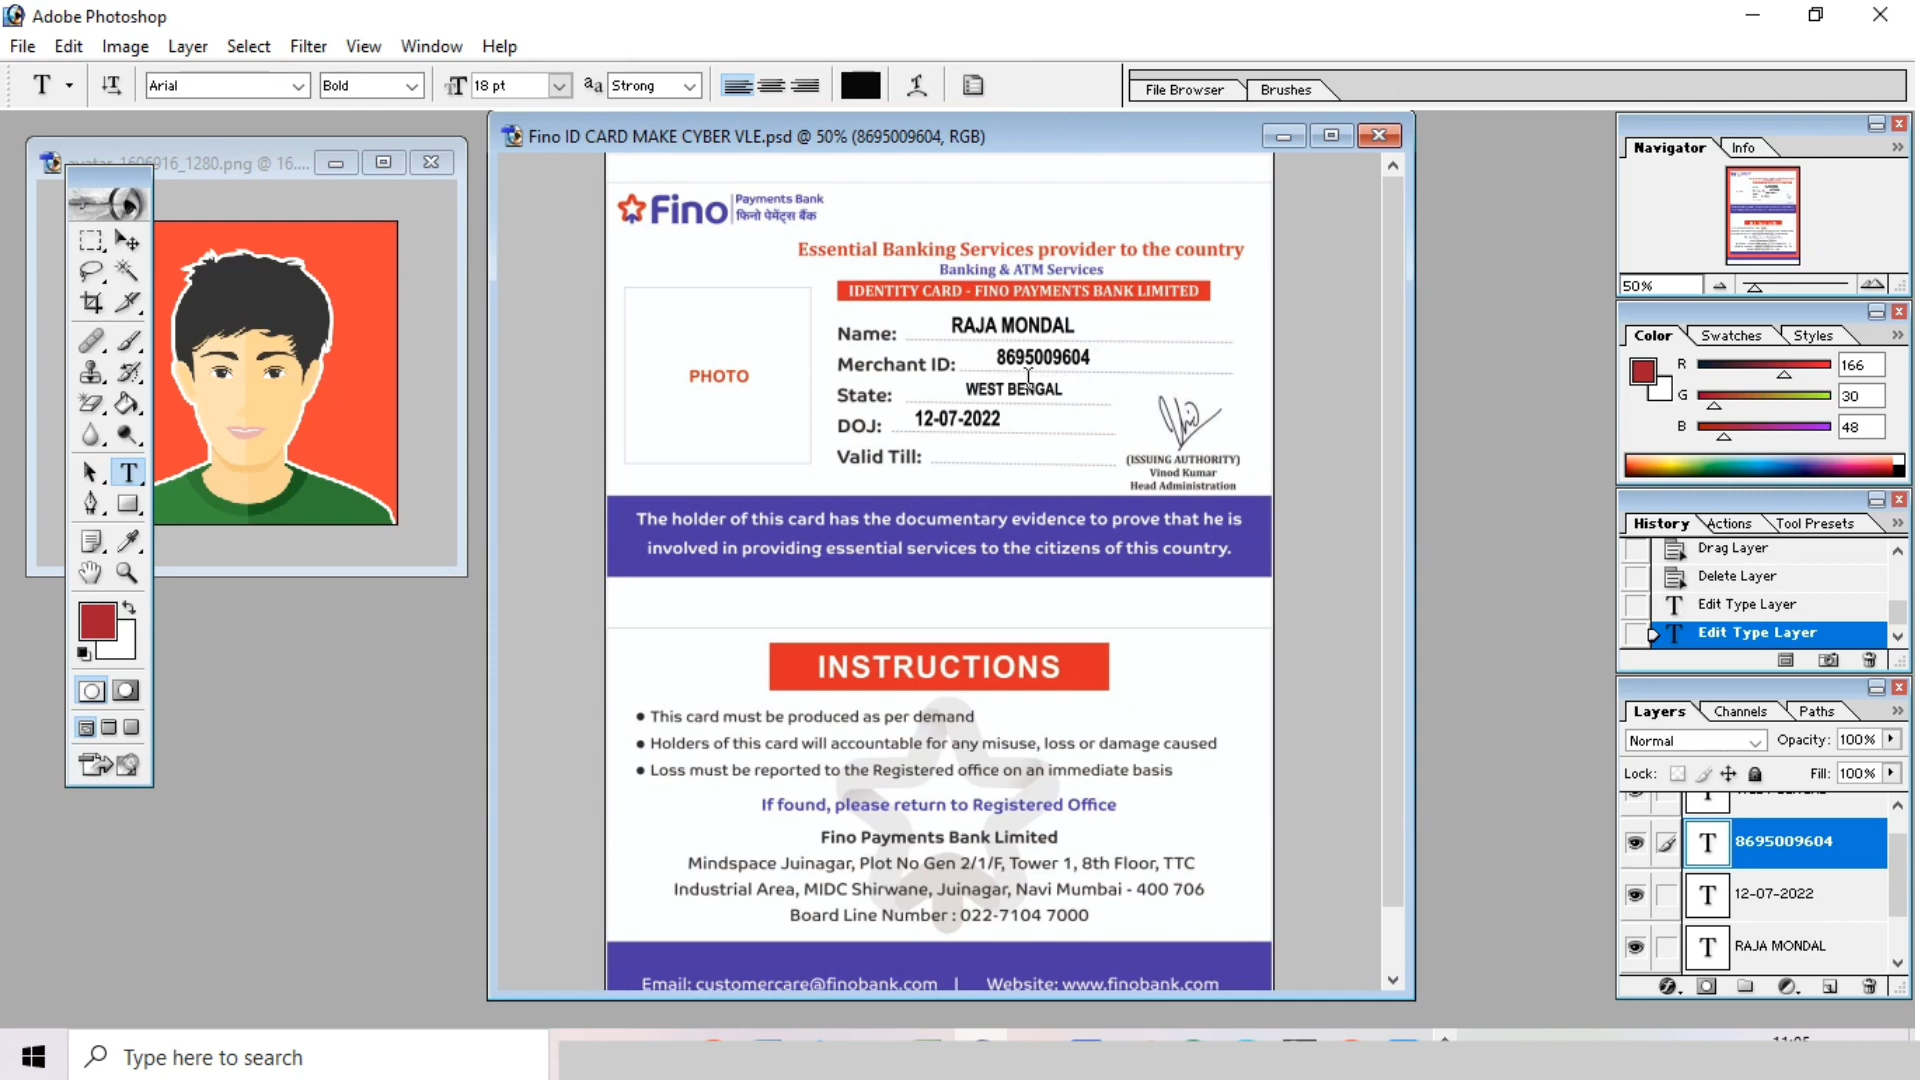 Adobe Photoshop
File Edit Image Layer Select Filter View Window Help
T Arial Bold 18 pt aa Strong File Browser Brushes
Fino ID CARD MAKE CYBER VLE.psd @ 50% (8695009604, RGB)
916_1280.png @ 16....
Navigator Info
50%
Fino Payments Bank
फिनो पेमेंट्स बैंक
Essential Banking Services provider to the country
Banking & ATM Services
IDENTITY CARD - FINO PAYMENTS BANK LIMITED
PHOTO
Name: RAJA MONDAL
Merchant ID: 8695009604
State: WEST BENGAL
DOJ: 12-07-2022
Valid Till:
(ISSUING AUTHORITY)
Vinod Kumar
Head Administration
The holder of this card has the documentary evidence to prove that he is
involved in providing essential services to the citizens of this country.
INSTRUCTIONS
• This card must be produced as per demand
• Holders of this card will accountable for any misuse, loss or damage caused
• Loss must be reported to the Registered office on an immediate basis
If found, please return to Registered Office
Fino Payments Bank Limited
Mindspace Juinagar, Plot No Gen 2/1/F, Tower 1, 8th Floor, TTC
Industrial Area, MIDC Shirwane, Juinagar, Navi Mumbai - 400 706
Board Line Number : 022-7104 7000
Email: customercare@finobank.com | Website: www.finobank.com
Color Swatches Styles
R 166
G 30
B 48
History Actions Tool Presets
Drag Layer
Delete Layer
T Edit Type Layer
T Edit Type Layer
Layers Channels Paths
Normal Opacity: 100%
Lock: Fill: 100%
T 8695009604
T 12-07-2022
T RAJA MONDAL
Type here to search